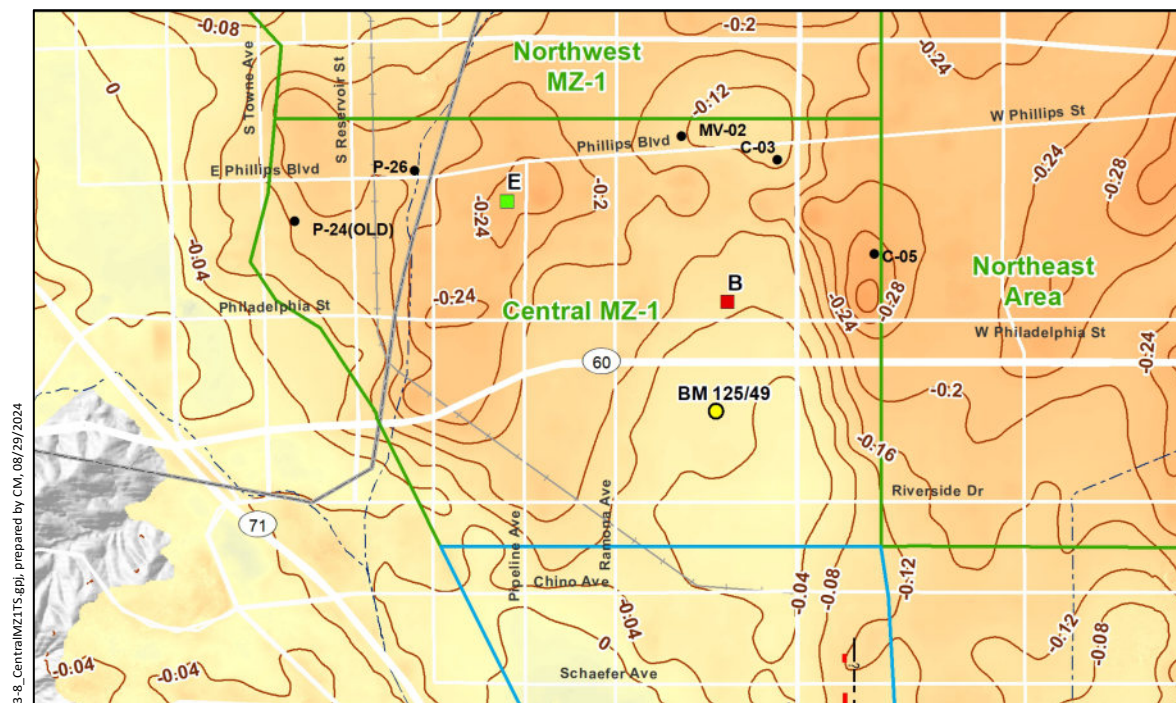 -0.08
-0.2
-0.24
0
S Towne Ave
S Reservoir St
Northwest
MZ-1
-0.12
W Phillips St
MV-02
Phillips Blvd
C-03
E Phillips Blvd
P-26
E
-0.2
-0.24
-0.24
-0.28
-0.24
P-24(OLD)
C-05
-0.04
Northeast
Area
Philadelphia St
-0.24
Central MZ-1
B
-0.24
-0.28
W Philadelphia St
-0.24
60
BM 125/49
-0.2
-0.16
Riverside Dr
71
Pipeline Ave
Ramona Ave
Chino Ave
-0.04
-0.04
-0.08
-0.12
-0.12
-0.08
0
-0.04
Schaefer Ave
?
3-8_CentralMZ1TS.gpj, prepared by CM, 08/29/2024